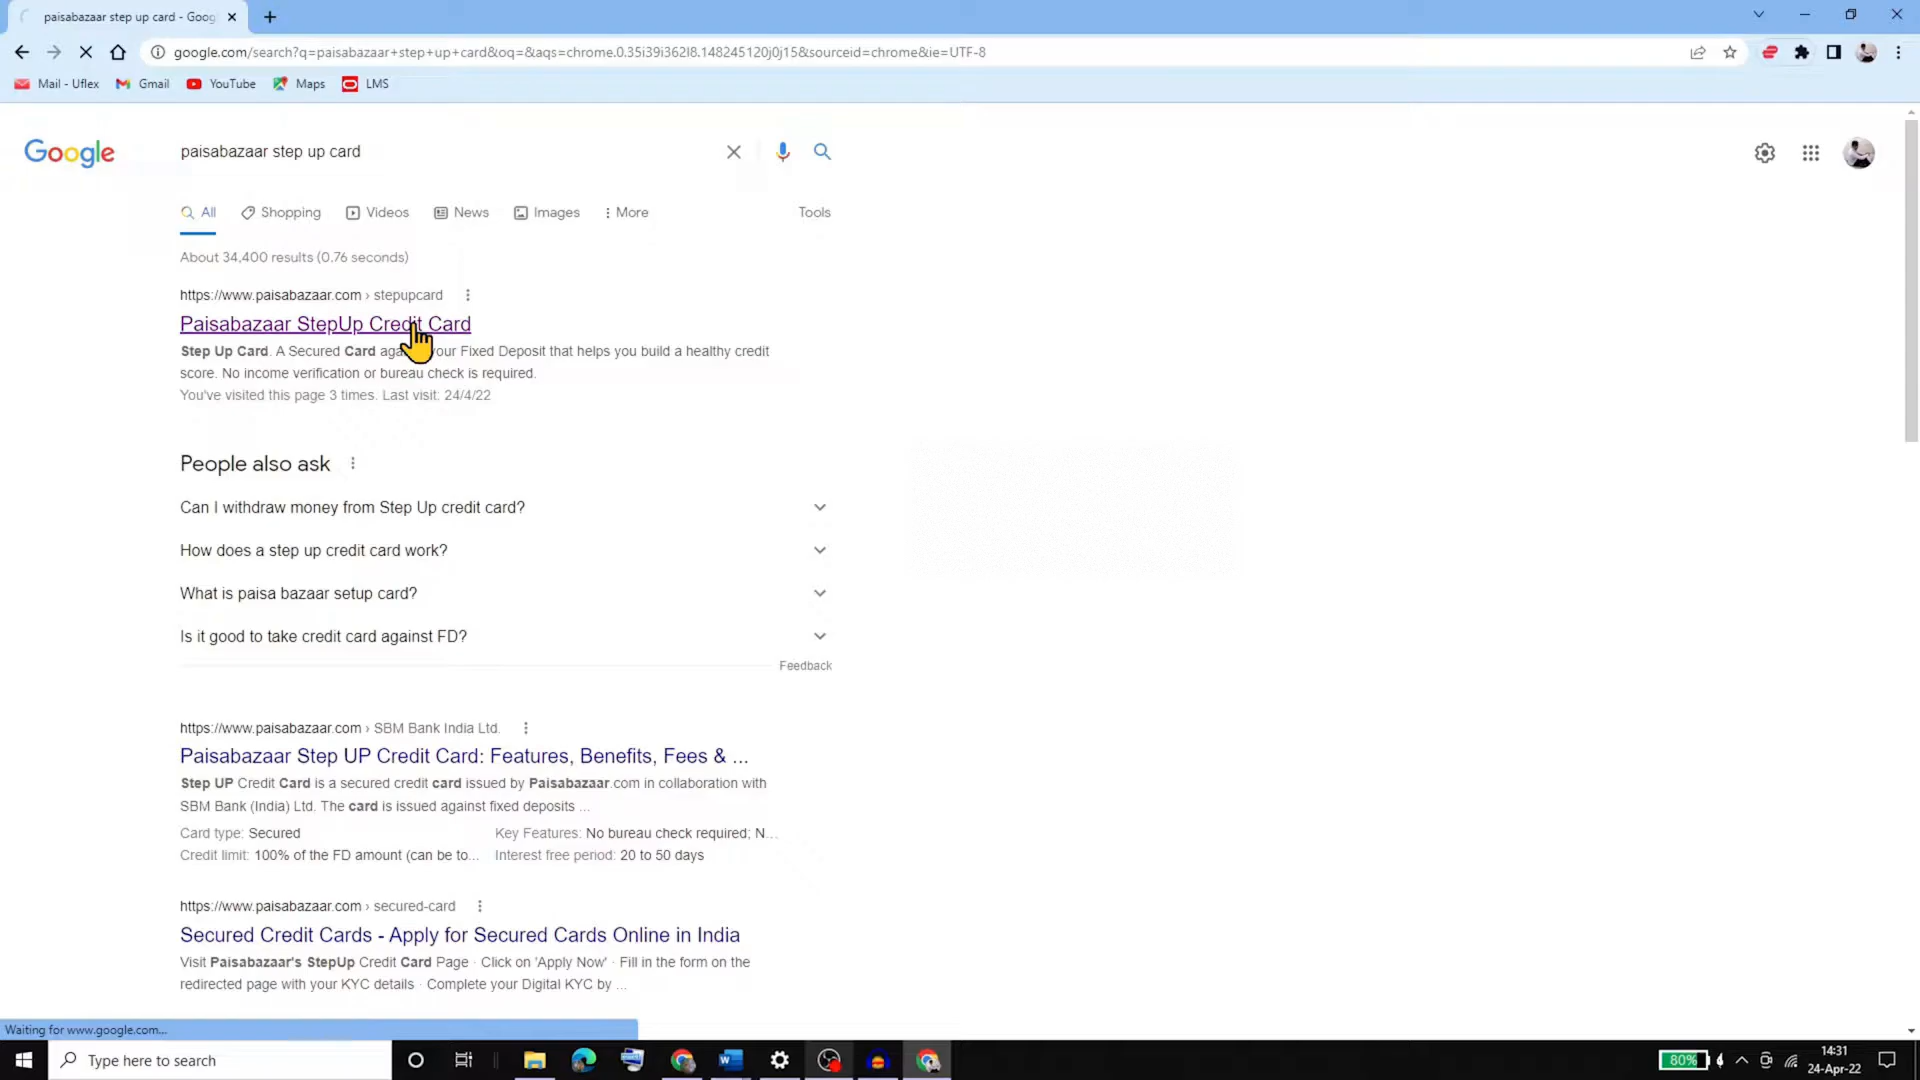 paisabazaar step up card - Goog
google.com/search?q=paisabazaar+step+up+card&oq=&aqs=chrome.0.35i39i362l8.148245120j0j15&sourceid=chrome&ie=UTF-8
Mail - Uflex Gmail YouTube Maps LMS
Google paisabazaar step up card
All Shopping Videos News Images More Tools
About 34,400 results (0.76 seconds)
https://www.paisabazaar.com › stepupcard
Paisabazaar StepUp Credit Card
Step Up Card. A Secured Card your Fixed Deposit that helps you build a healthy credit
score. No income verification or bureau check is required.
You've visited this page 3 times. Last visit: 24/4/22
People also ask
Can I withdraw money from Step Up credit card?
How does a step up credit card work?
What is paisa bazaar setup card?
Is it good to take credit card against FD?
Feedback
https://www.paisabazaar.com › SBM Bank India Ltd.
Paisabazaar Step UP Credit Card: Features, Benefits, Fees & ...
Step UP Credit Card is a secured credit card issued by Paisabazaar.com in collaboration with
SBM Bank (India) Ltd. The card is issued against fixed deposits ...
Card type: Secured Key Features: No bureau check required; N...
Credit limit: 100% of the FD amount (can be to... Interest free period: 20 to 50 days
https://www.paisabazaar.com › secured-card
Secured Credit Cards - Apply for Secured Cards Online in India
Visit Paisabazaar's StepUp Credit Card Page · Click on 'Apply Now' · Fill in the form on the
redirected page with your KYC details · Complete your Digital KYC by ...
Waiting for www.google.com...
Type here to search
80%
14:31
24-Apr-22